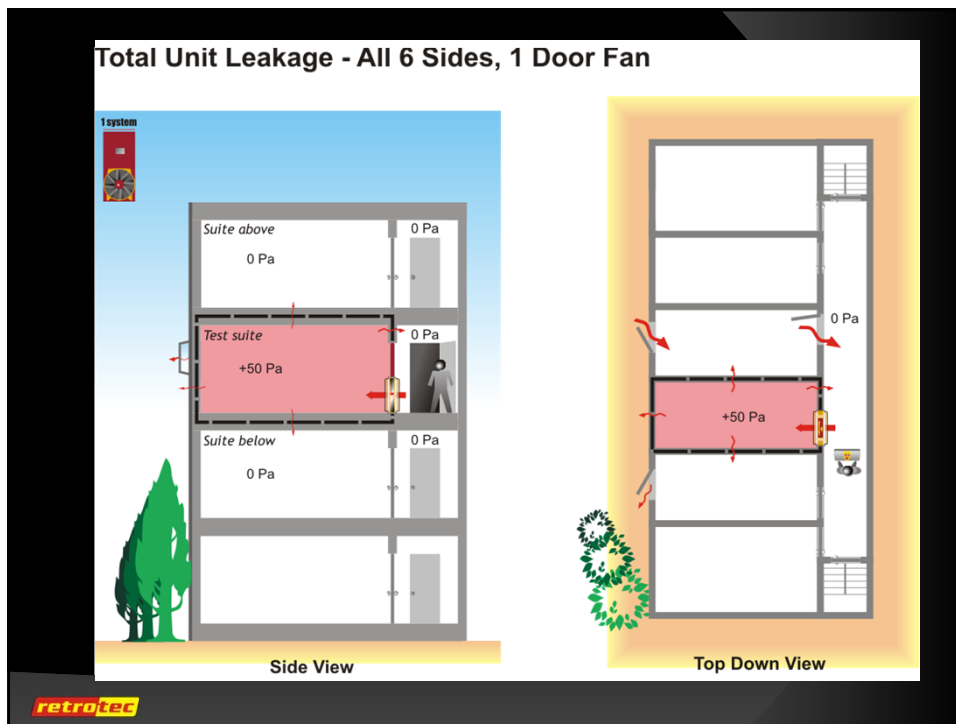 Total Unit Leakage - All 6 Sides, 1 Door Fan
1 system
Suite above
0 Pa
0 Pa
Test suite
0 Pa
+50 Pa
Suite below
0 Pa
0 Pa
Side View
0 Pa
+50 Pa
Top Down View
retrotec